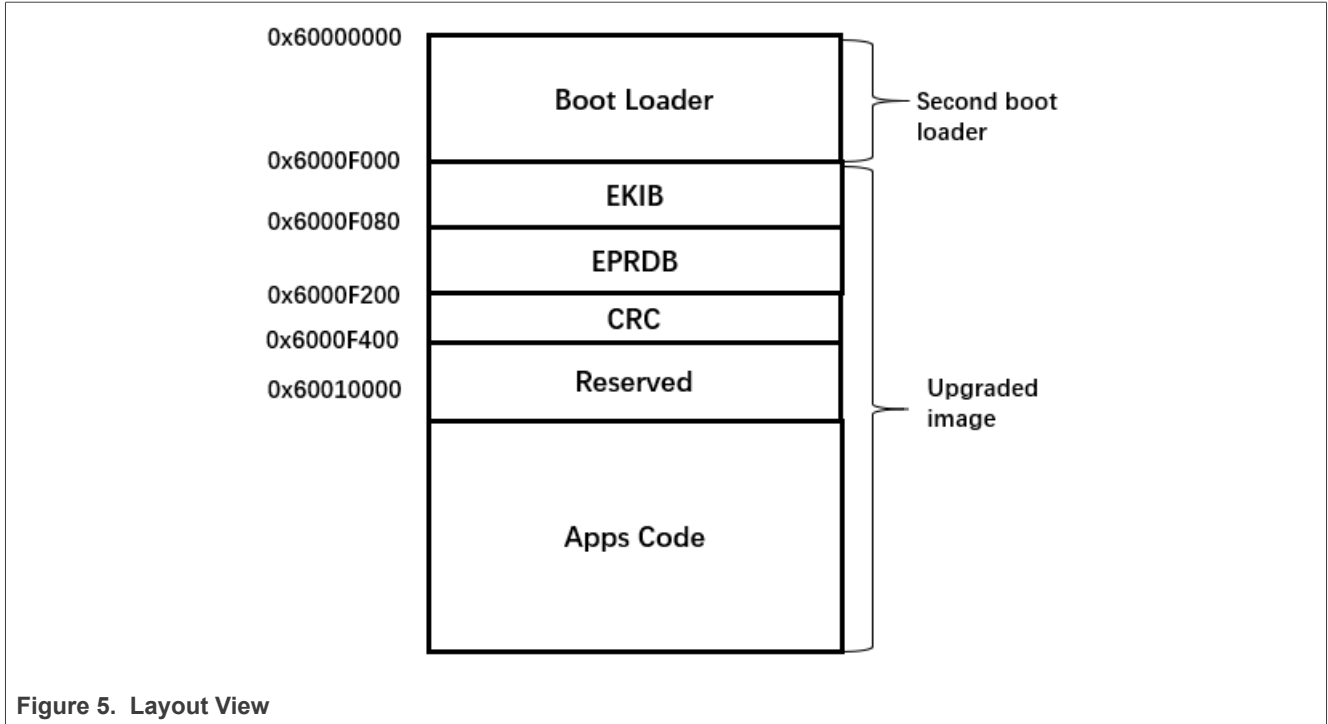 0x60000000
Boot Loader
Second boot
loader
0x6000F000
EKIB
0x6000F080
EPRDB
0x6000F200
CRC
0x6000F400
Reserved
0x60010000
Upgraded
image
Apps Code
Figure 5. Layout View